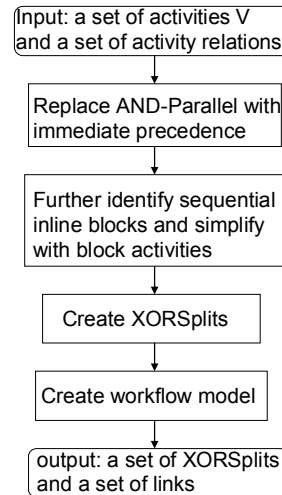 Input: a set of activities V
and a set of activity relations
Replace AND-Parallel with
immediate precedence
Further identify sequential
inline blocks and simplify
with block activities
Create XORSplits
Create workflow model
output: a set of XORSplits
and a set of links